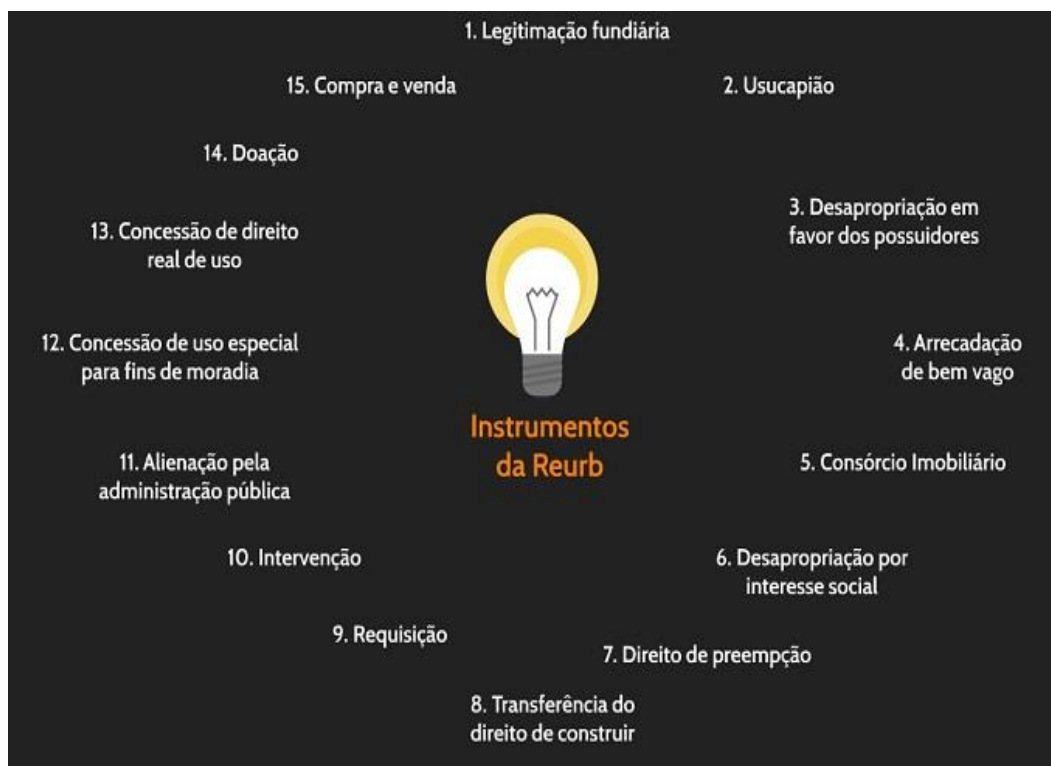 1. Legitimação fundiária
2. Usucapião
3. Desapropriação em
favor dos possuidores
4. Arrecadação
de bem vago
5. Consórcio Imobiliário
6. Desapropriação por
interesse social
7. Direito de preempção
8. Transferência do
direito de construir
9. Requisição
10. Intervenção
11. Alienação pela
administração pública
12. Concessão de uso especial
para fins de moradia
13. Concessão de direito
real de uso
14. Doação
15. Compra e venda
Instrumentos
da Reurb